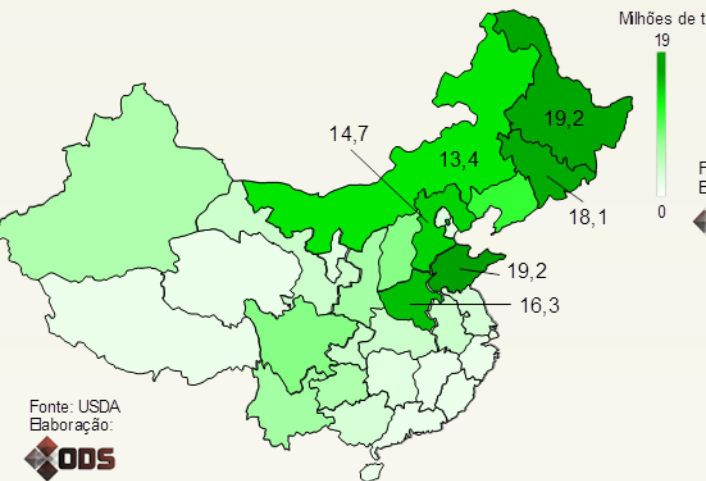 Milhões de t
19
0
14,7
13,4
19,2
18,1
19,2
16,3
Fonte: USDA
Elaboração:
ODS